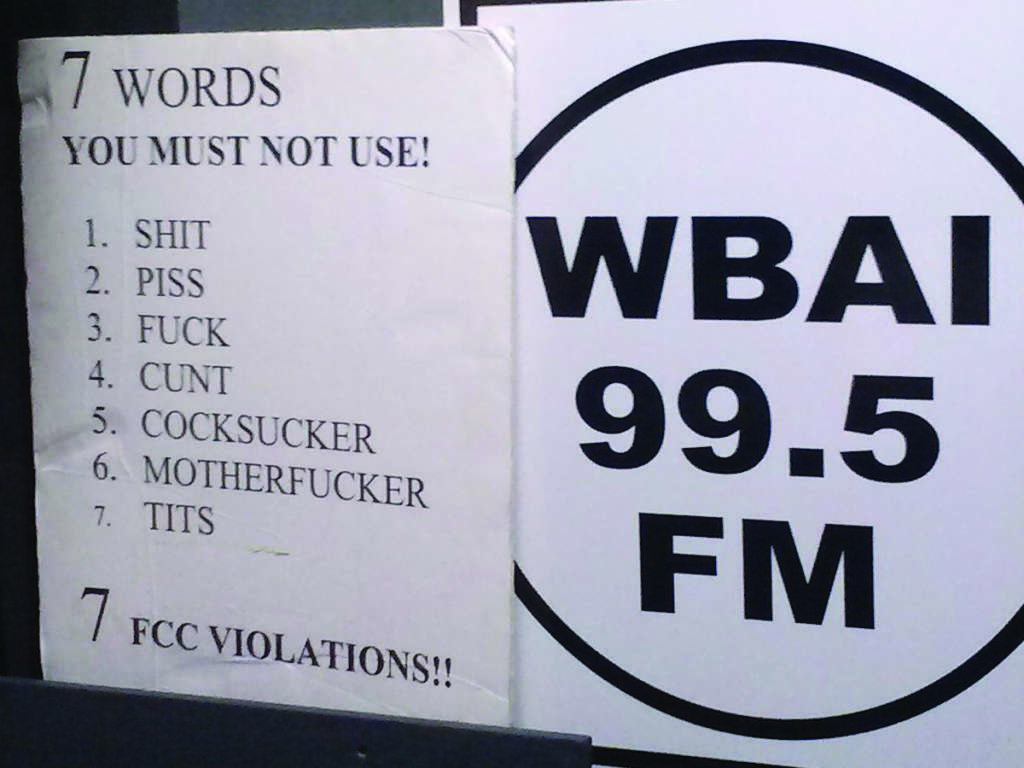 7 WORDS
YOU MUST NOT USE!
1. SHIT
2. PISS
3. FUCK
4. CUNT
5. COCKSUCKER
6. MOTHERFUCKER
7. TITS
7 FCC VIOLATIONS!!
WBAI
99.5
FM